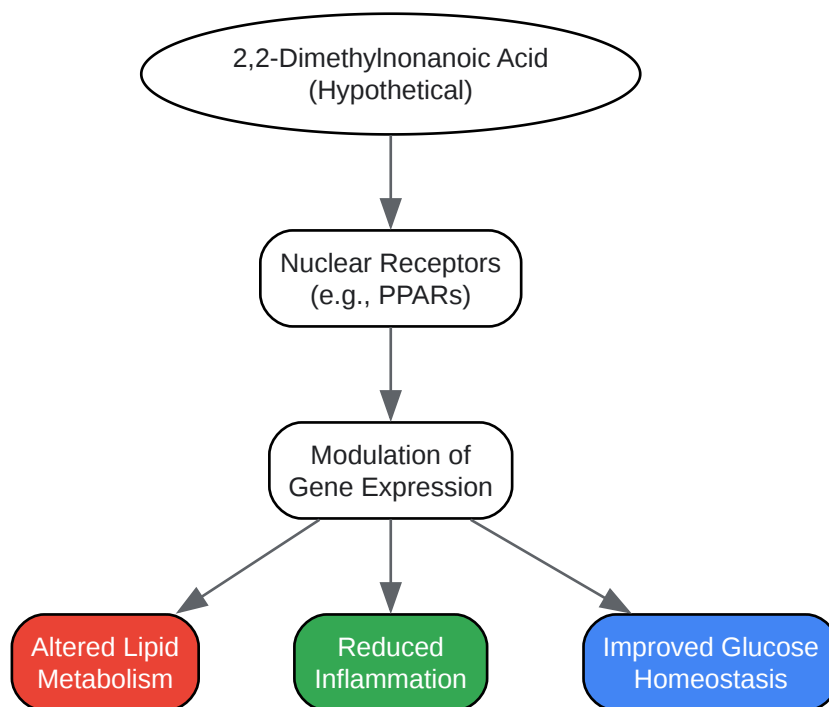 2,2-Dimethylnonanoic Acid
(Hypothetical)
Nuclear Receptors
(e.g., PPARs)
Modulation of
Gene Expression
Altered Lipid
Metabolism
Reduced
Inflammation
Improved Glucose
Homeostasis